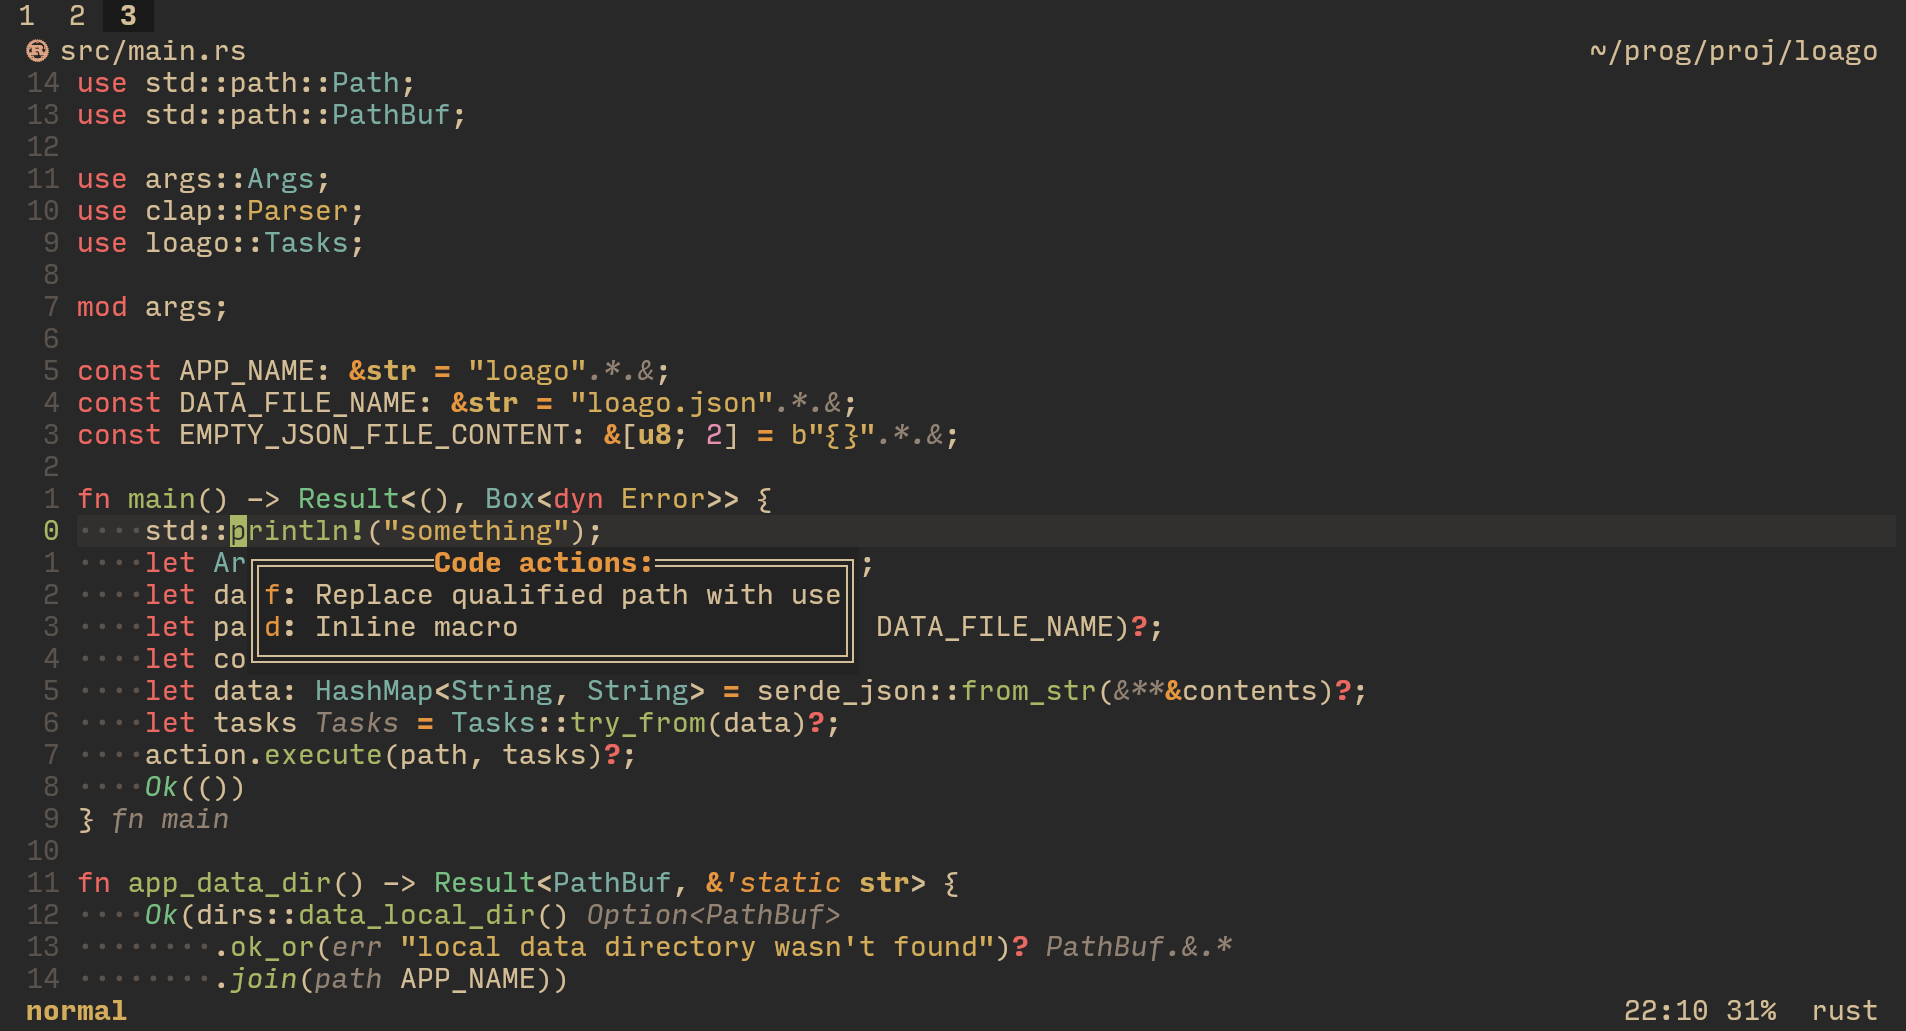 1 2 3
src/main.rs ~/prog/proj/loago
14 use std::path::Path;
13 use std::path::PathBuf;
12
11 use args::Args;
10 use clap::Parser;
9 use loago::Tasks;
8
7 mod args;
6
5 const APP_NAME: &str = "loago".*.&;
4 const DATA_FILE_NAME: &str = "loago.json".*.&;
3 const EMPTY_JSON_FILE_CONTENT: &[u8; 2] = b"{}".*.&;
2
1 fn main() -> Result<(), Box<dyn Error>> {
0 ····std::println!("something");
1 ····let Ar Code actions: ;
2 ····let da f: Replace qualified path with use
3 ····let pa d: Inline macro DATA_FILE_NAME)?;
4 ····let co
5 ····let data: HashMap<String, String> = serde_json::from_str(&**&contents)?;
6 ····let tasks Tasks = Tasks::try_from(data)?;
7 ····action.execute(path, tasks)?;
8 ····Ok(())
9 } fn main
10
11 fn app_data_dir() -> Result<PathBuf, &'static str> {
12 ····Ok(dirs::data_local_dir() Option<PathBuf>
13 ········.ok_or(err "local data directory wasn't found")? PathBuf.&.*
14 ········.join(path APP_NAME))
normal 22:10 31% rust